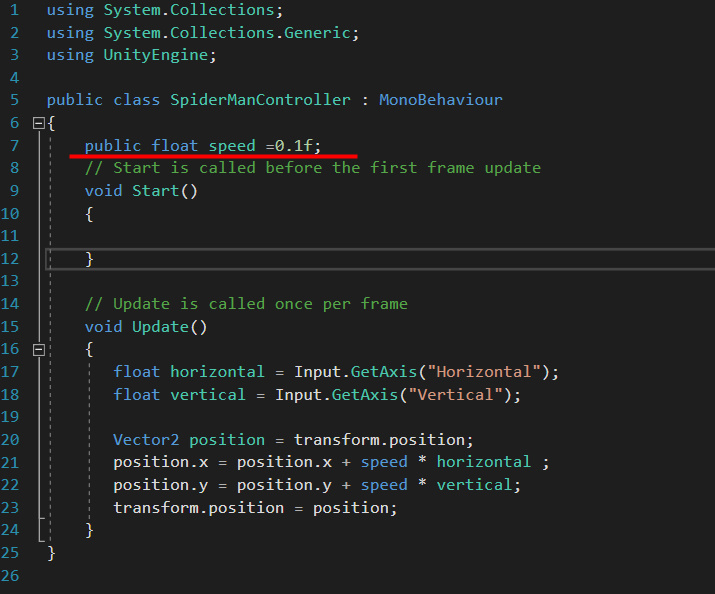 1 using System.Collections;
2 using System.Collections.Generic;
3 using UnityEngine;
4
5 public class SpiderManController : MonoBehaviour
6 {
7 public float speed =0.1f;
8 // Start is called before the first frame update
9 void Start()
10 {
11
12 }
13
14 // Update is called once per frame
15 void Update()
16 {
17 float horizontal = Input.GetAxis("Horizontal");
18 float vertical = Input.GetAxis("Vertical");
19
20 Vector2 position = transform.position;
21 position.x = position.x + speed * horizontal ;
22 position.y = position.y + speed * vertical;
23 transform.position = position;
24 }
25 }
26